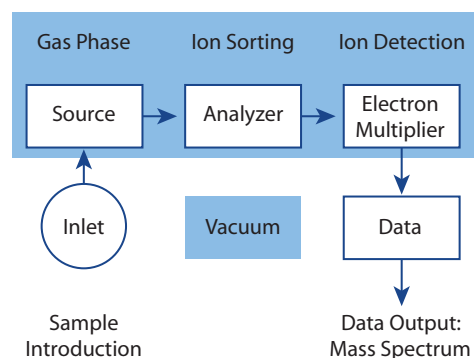 Gas Phase
Ion Sorting
Ion Detection
Source
Analyzer
Electron
Multiplier
Inlet
Vacuum
Data
Sample
Introduction
Data Output:
Mass Spectrum